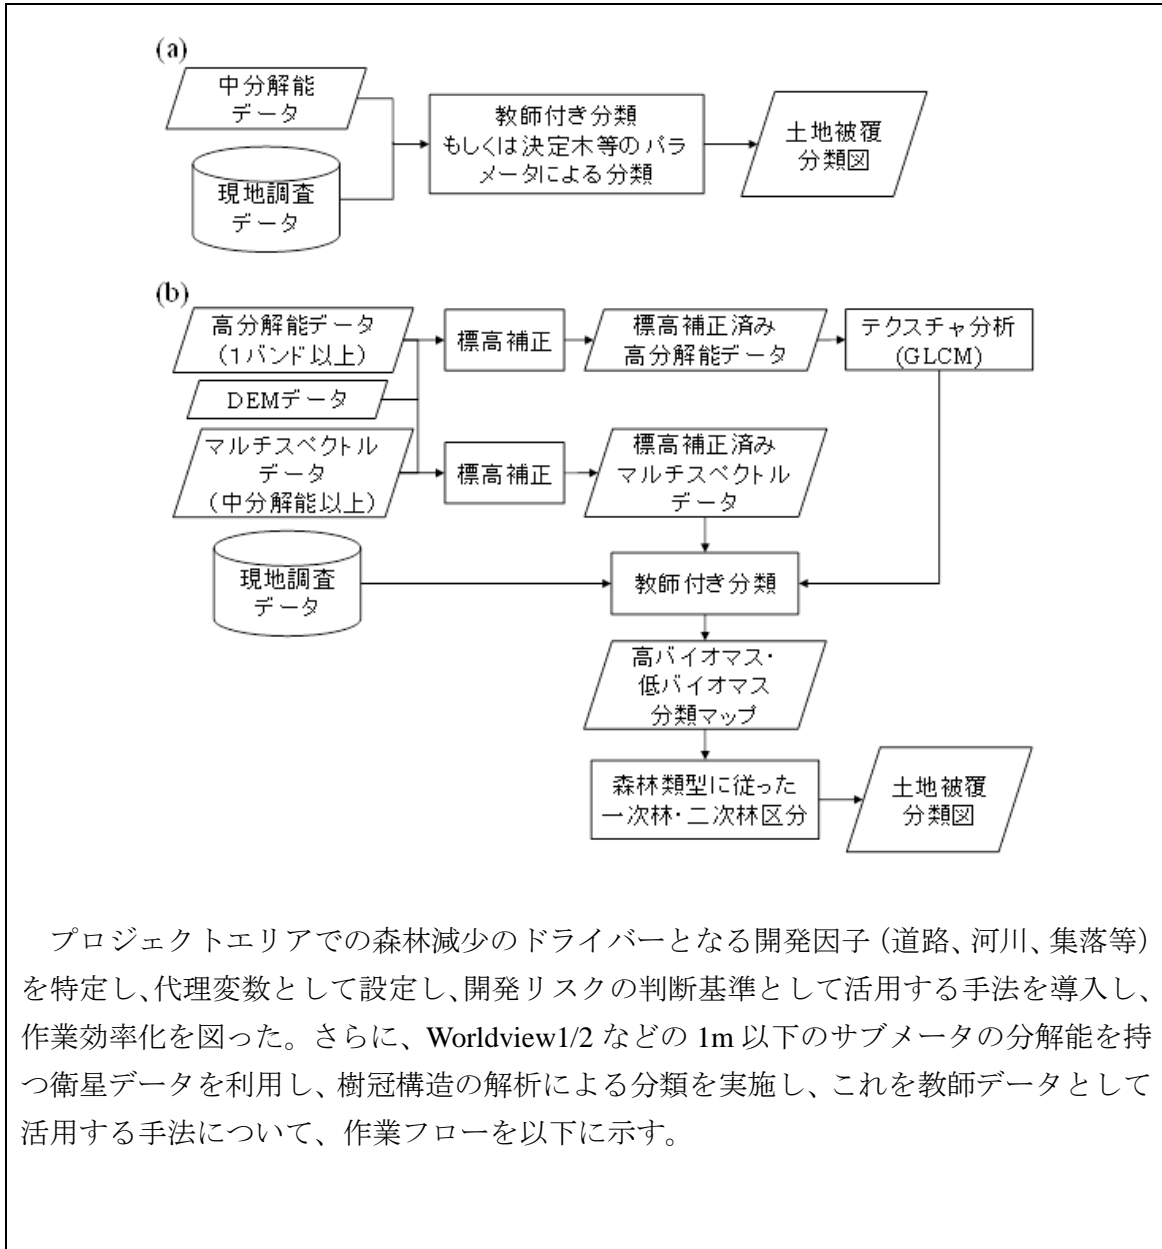 (a)
中分解能
データ
現地調査
データ
教師付き分類
もしくは決定木等のパラ
メータによる分類
土地被覆
分類図
(b)
高分解能データ
(1バンド以上)
標高補正
標高補正済み
高分解能データ
テクスチャ分析
(GLCM)
DEMデータ
マルチスペクトル
データ
(中分解能以上)
標高補正
標高補正済み
マルチスペクトル
データ
現地調査
データ
教師付き分類
高バイオマス・
低バイオマス
分類マップ
森林類型に従った
一次林・二次林区分
土地被覆
分類図
プロジェクトエリアでの森林減少のドライバーとなる開発因子(道路、河川、集落等)
を特定し、代理変数として設定し、開発リスクの判断基準として活用する手法を導入し、
作業効率化を図った。さらに、Worldview1/2 などの 1m 以下のサブメータの分解能を持
つ衛星データを利用し、樹冠構造の解析による分類を実施し、これを教師データとして
活用する手法について、作業フローを以下に示す。